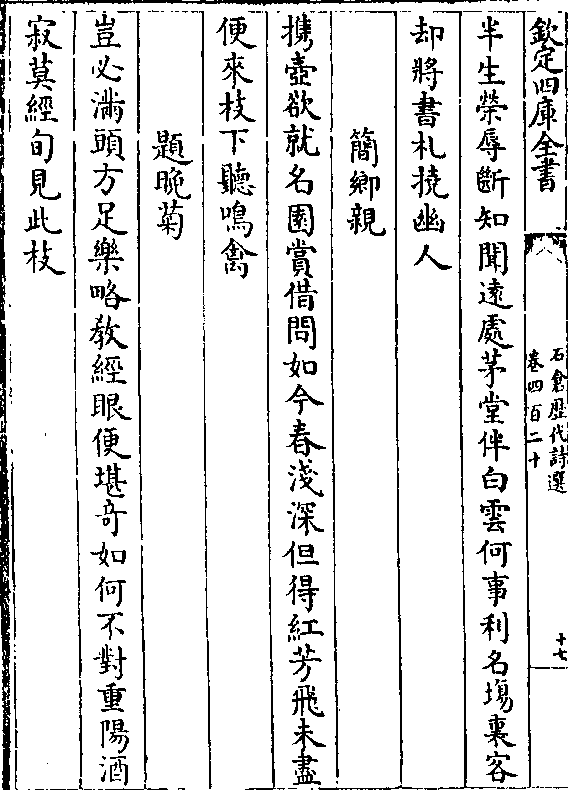 欽定四庫全書
石倉歴代詩選
卷四百二十
十七
半生榮辱斷知聞遠處茅堂伴白雲何事利名塲裏客
却將書札撓幽人
簡鄉親
攜壺欲就名園賞借問如今春淺深但得紅芳飛未盡
便來枝下聽鳴禽
題晚菊
豈必滿頭方足樂略教經眼便堪奇如何不對重陽酒
寂莫經旬見此枝